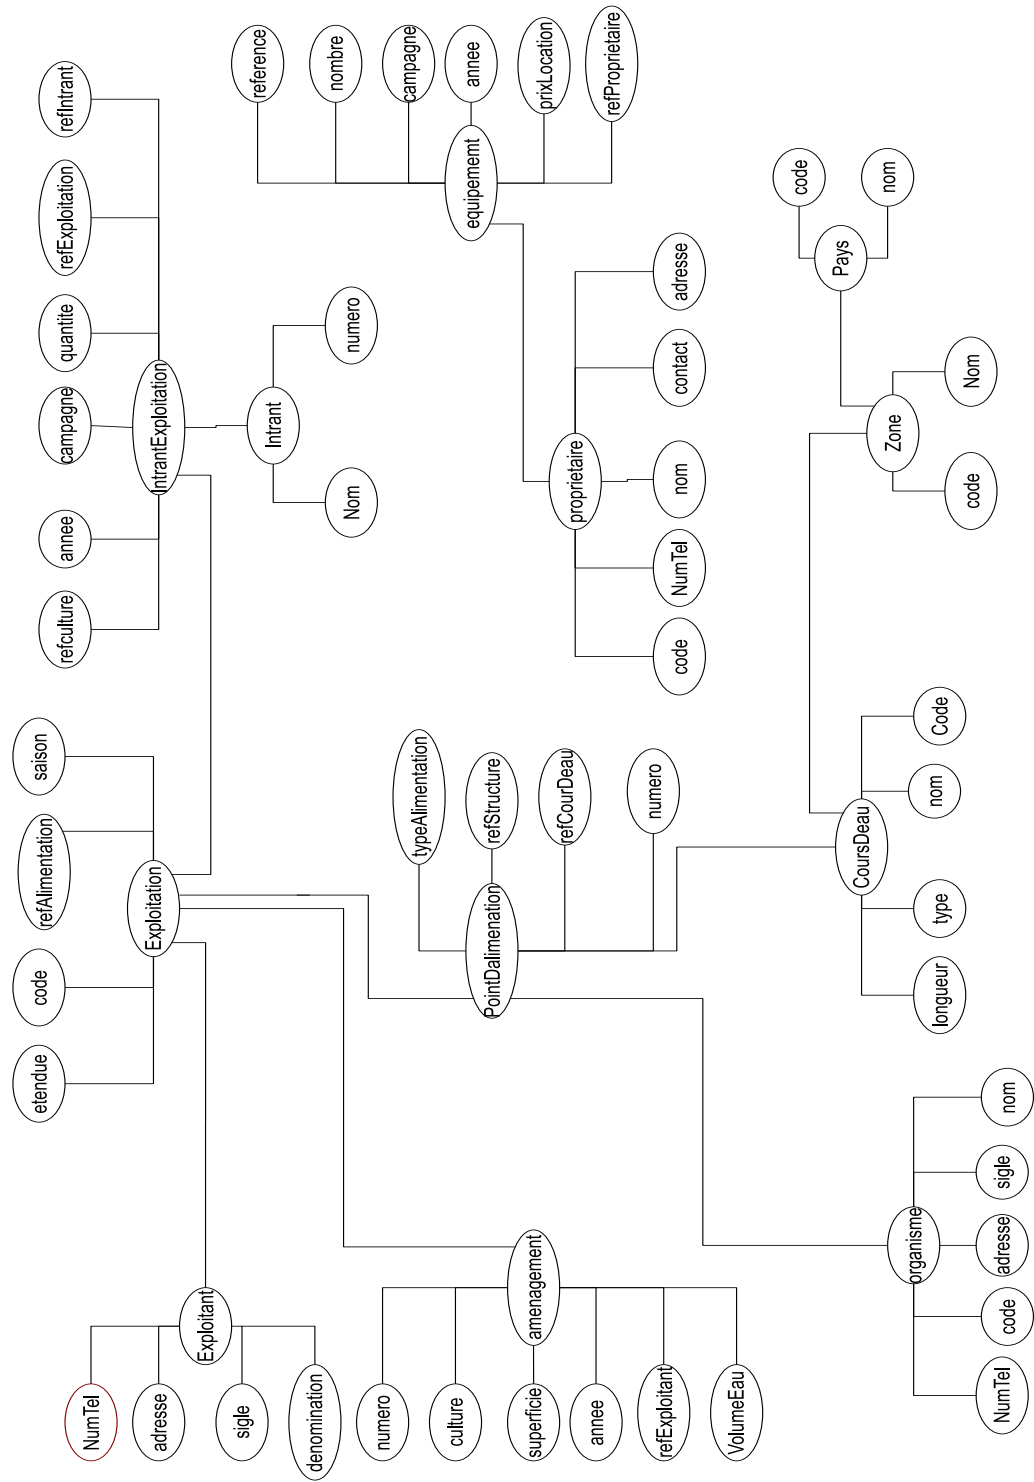 NumTel
adresse
sigle
denomination
Exploitant
numero
culture
superficie
annee
refExploitant
VolumeEau
amenagement
NumTel
code
adresse
sigle
nom
organisme
etendue
code
refAlimentation
saison
Exploitation
typeAlimentation
refStructure
refCourDeau
numero
PointDalimenation
longueur
type
nom
Code
CoursDeau
refculture
annee
campagne
quantite
refExploitation
refIntrant
IntrantExploitation
Nom
Intrant
numero
code
NumTel
nom
contact
adresse
proprietaire
reference
nombre
campagne
annee
prixLocation
refProprietaire
equipememt
code
Nom
Zone
Pays
code
nom